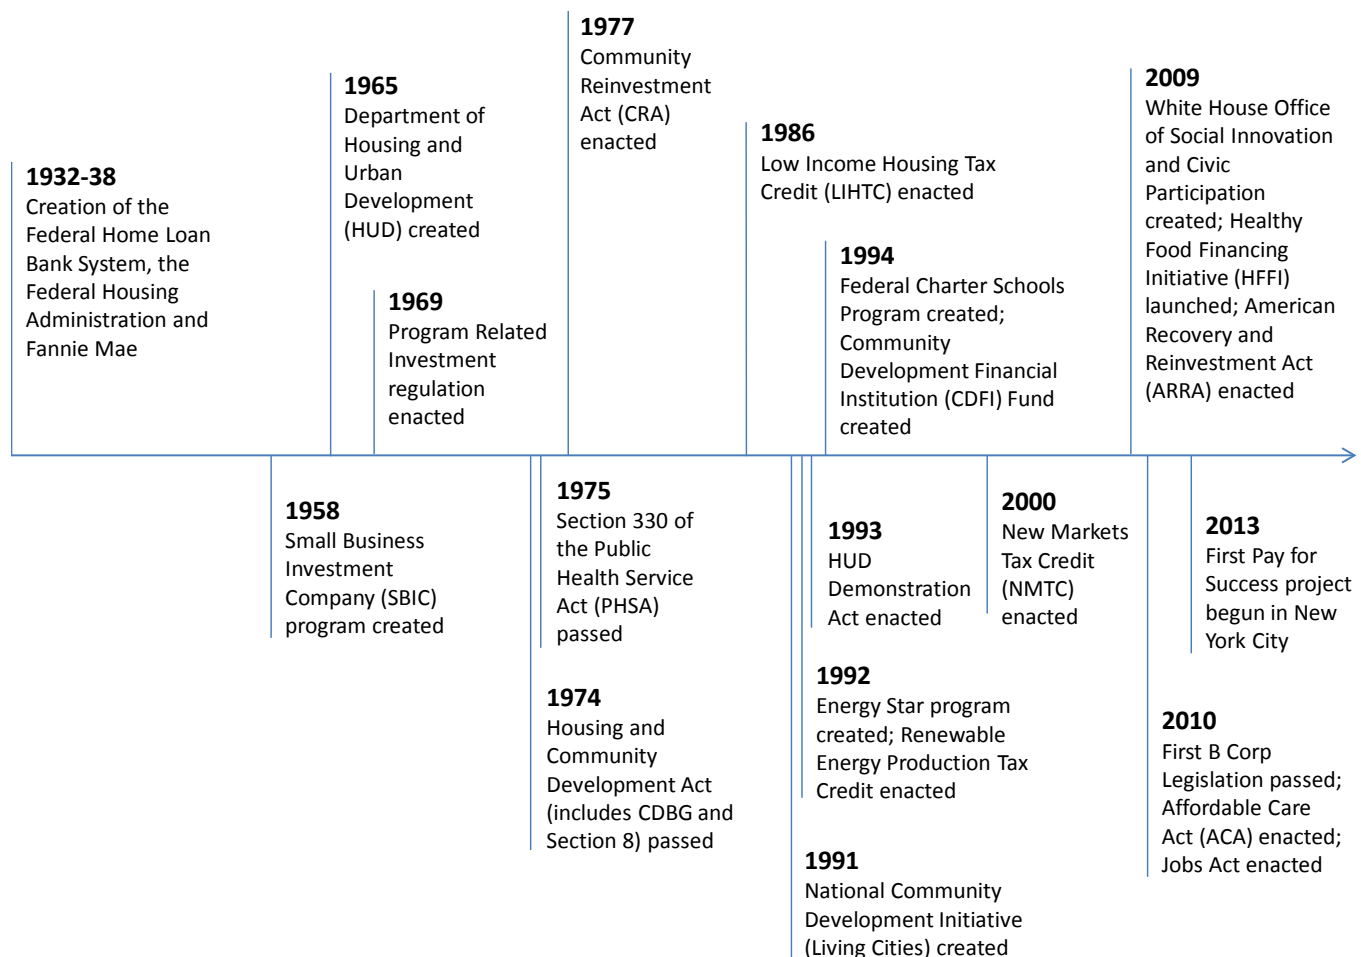 1932-38
Creation of the
Federal Home Loan
Bank System, the
Federal Housing
Administration and
Fannie Mae
1958
Small Business
Investment
Company (SBIC)
program created
1965
Department of
Housing and
Urban
Development
(HUD) created
1969
Program Related
Investment
regulation
enacted
1974
Housing and
Community
Development Act
(includes CDBG and
Section 8) passed
1975
Section 330 of
the Public
Health Service
Act (PHSA)
passed
1977
Community
Reinvestment
Act (CRA)
enacted
1986
Low Income Housing Tax
Credit (LIHTC) enacted
1991
National Community
Development Initiative
(Living Cities) created
1992
Energy Star program
created; Renewable
Energy Production Tax
Credit enacted
1993
HUD
Demonstration
Act enacted
1994
Federal Charter Schools
Program created;
Community
Development Financial
Institution (CDFI) Fund
created
2000
New Markets
Tax Credit
(NMTC)
enacted
2009
White House Office
of Social Innovation
and Civic
Participation
created; Healthy
Food Financing
Initiative (HFFI)
launched; American
Recovery and
Reinvestment Act
(ARRA) enacted
2010
First B Corp
Legislation passed;
Affordable Care
Act (ACA) enacted;
Jobs Act enacted
2013
First Pay for
Success project
begun in New
York City